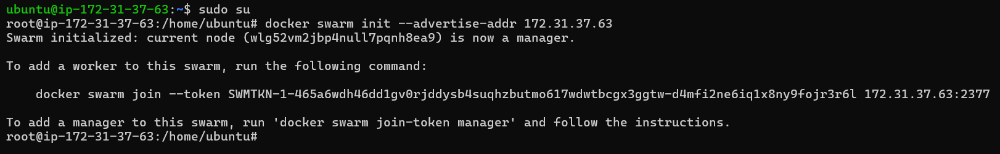 ubuntu@ip-172-31-37-63:~$ sudo su
root@ip-172-31-37-63:/home/ubuntu# docker swarm init --advertise-addr 172.31.37.63
Swarm initialized: current node (wlg52vm2jbp4null7pqnh8ea9) is now a manager.
To add a worker to this swarm, run the following command:
docker swarm join --token SWMTKN-1-465a6wdh46dd1gv0rjddysb4suqhzbutmo617wdwtbcgx3ggtw-d4mfi2ne6iq1x8ny9fojr3r6l 172.31.37.63:2377
To add a manager to this swarm, run 'docker swarm join-token manager' and follow the instructions.
root@ip-172-31-37-63:/home/ubuntu#